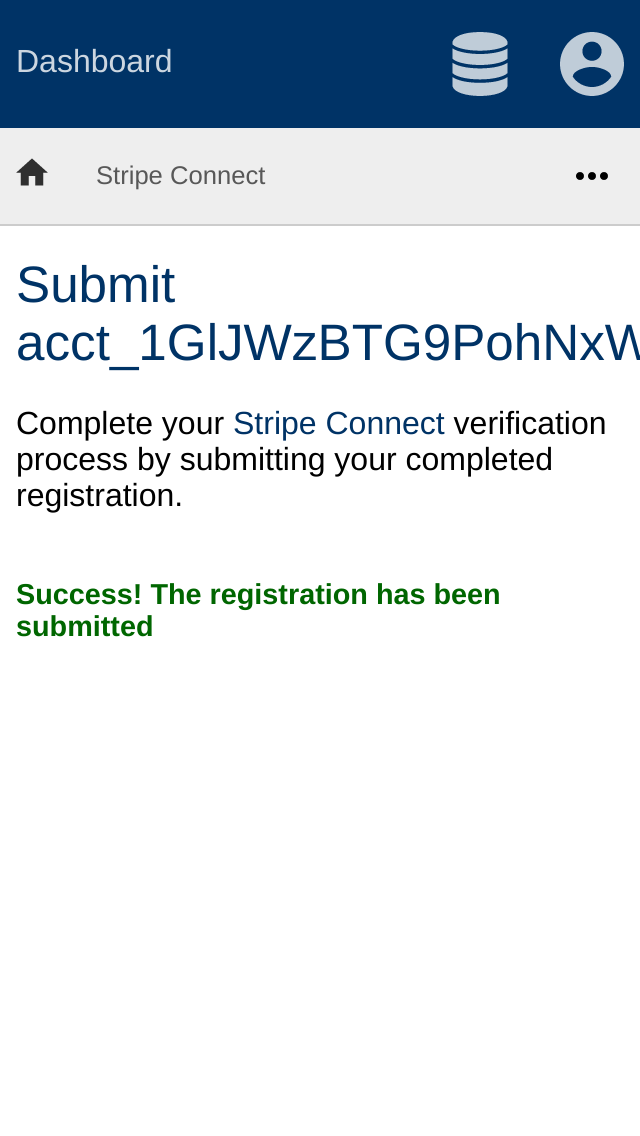 Dashboard
Stripe Connect
Submit
acct_1GlJWzBTG9PohNxW
Complete your Stripe Connect verification
process by submitting your completed
registration.
Success! The registration has been
submitted